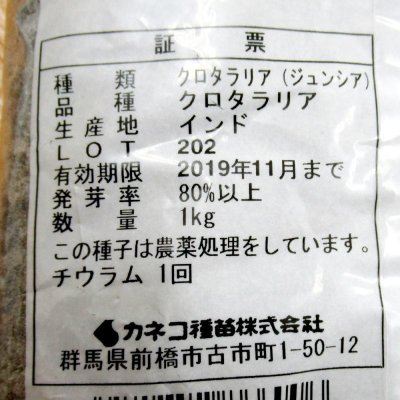 証 票
種 類 クロタラリア（ジュンシア）
品 種 クロタラリア
生産地 インド
LOT 202
有効期限 2019年11月まで
発芽率 80%以上
数 量 1kg
この種子は農薬処理をしています。
チウラム 1回
カネコ種苗株式会社
群馬県前橋市古市町1-50-12